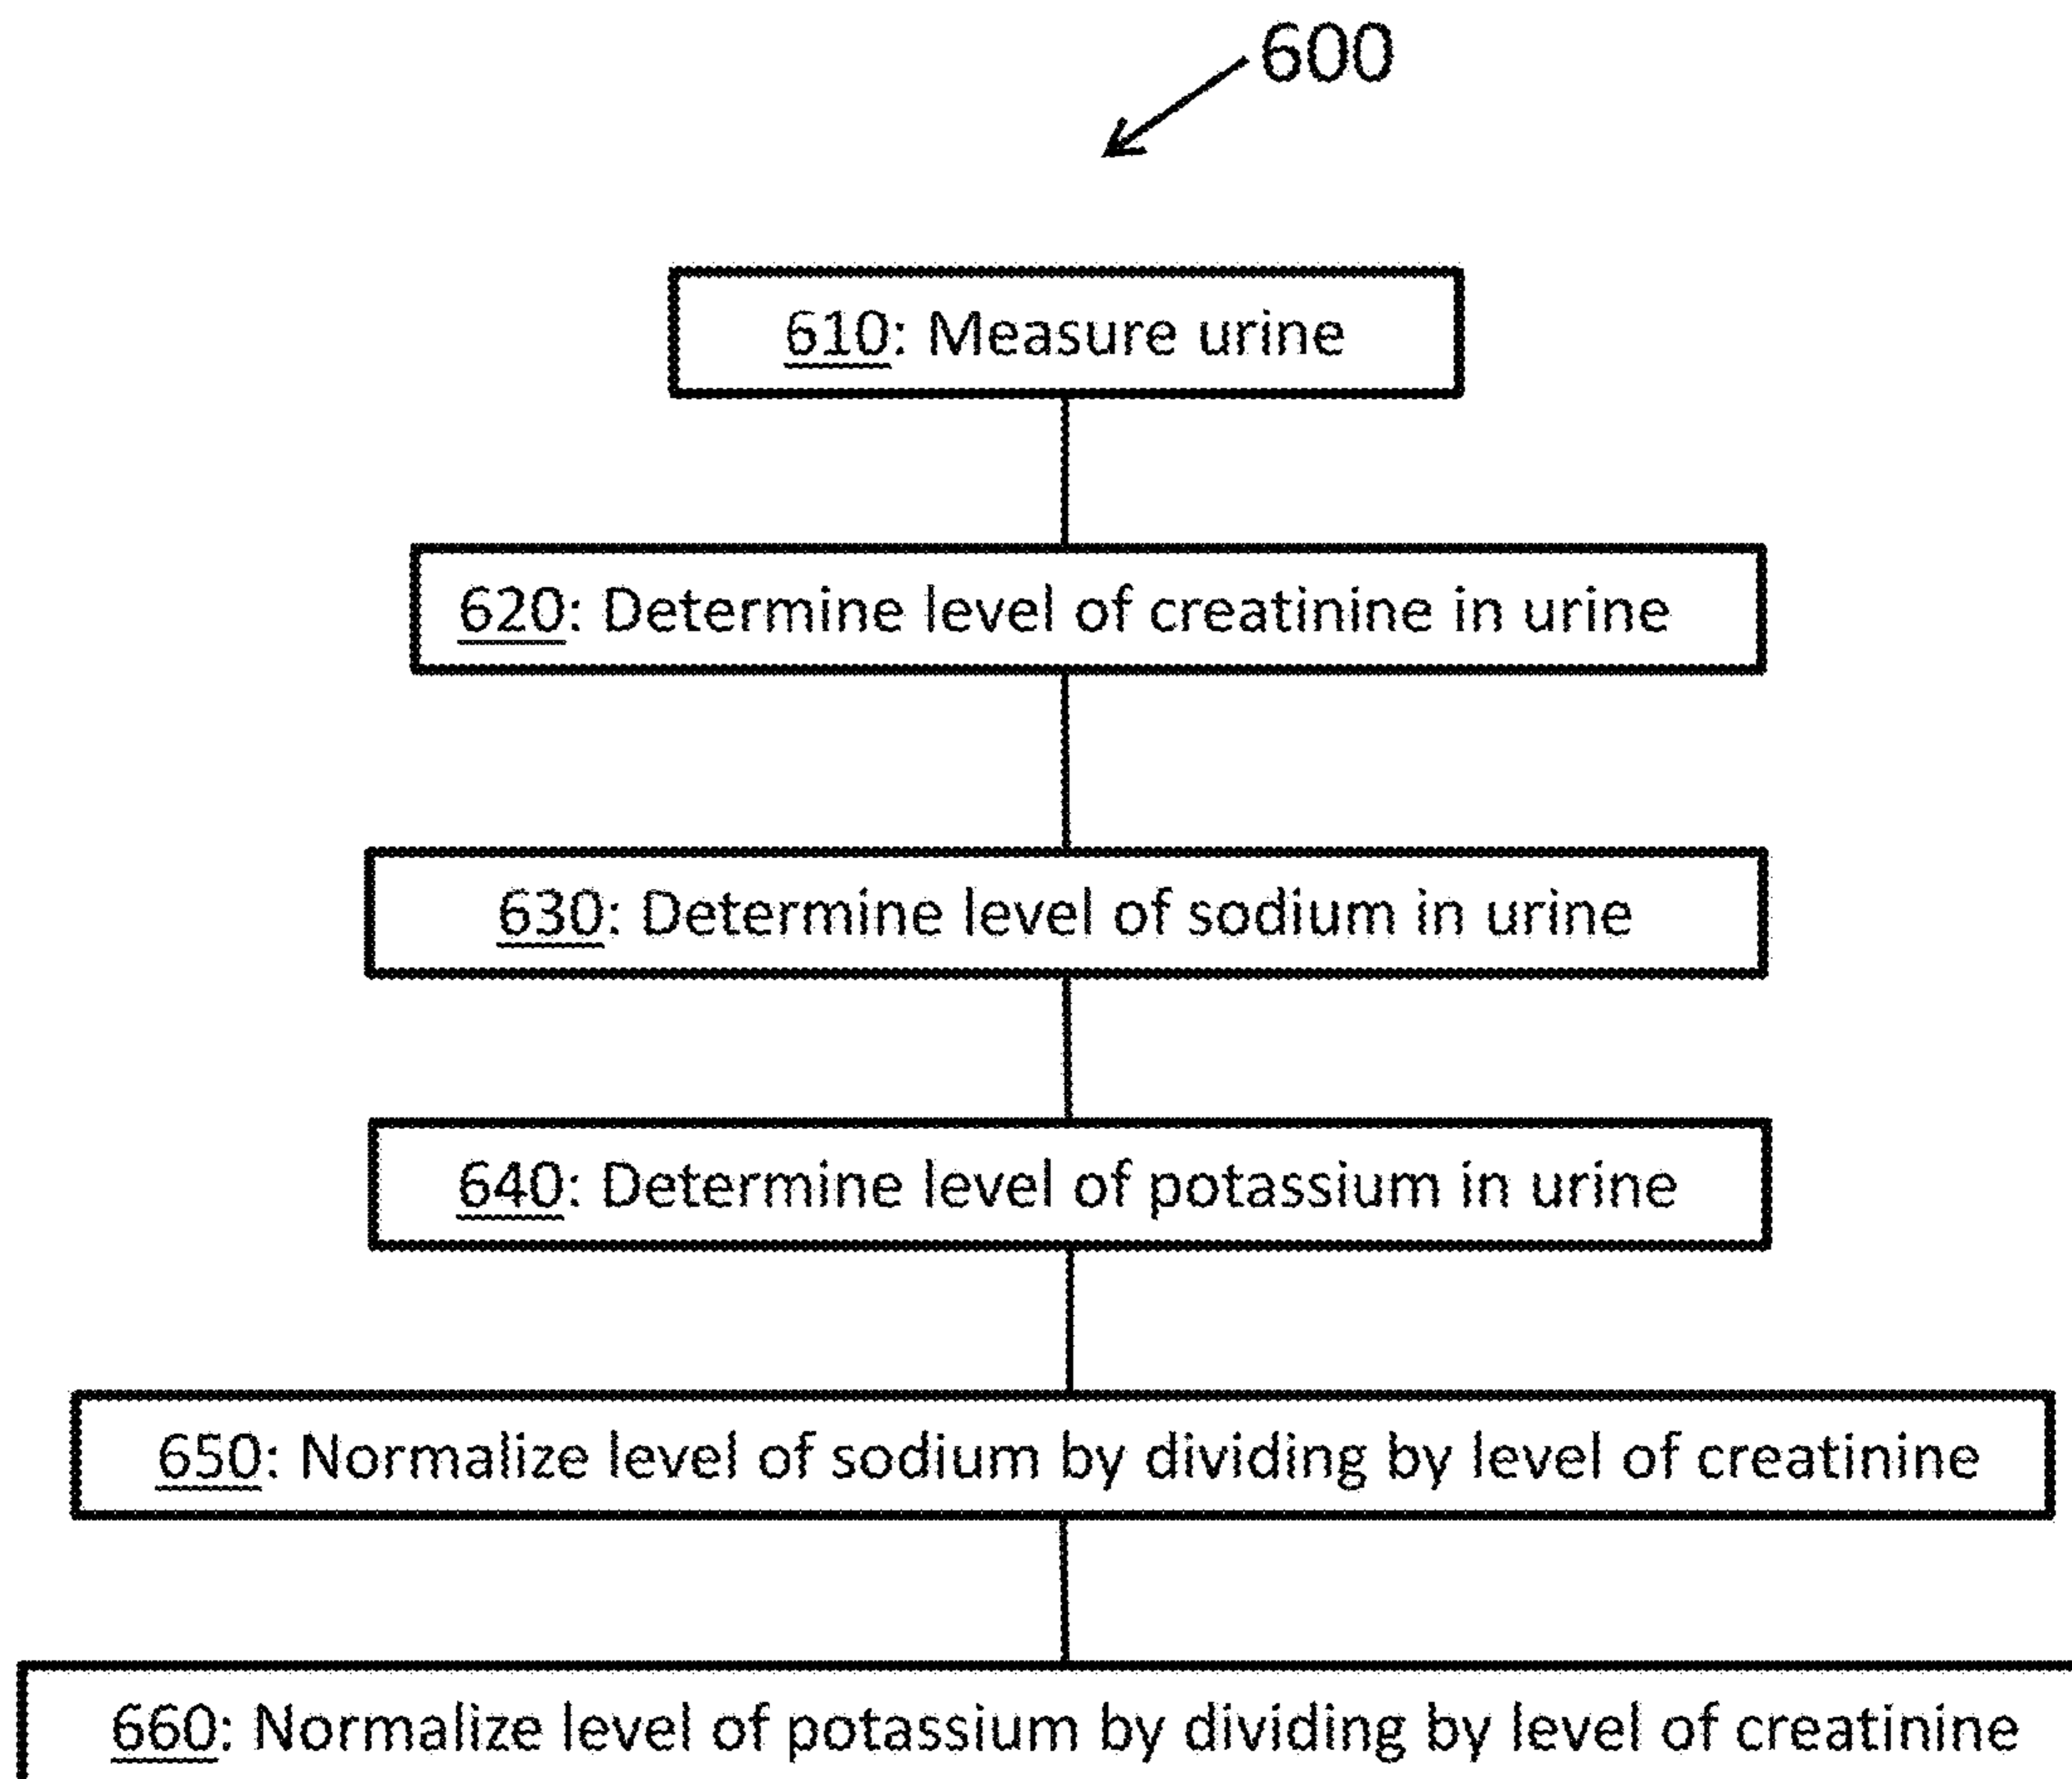 600
610: Measure urine
620: Determine level of creatinine in urine
630: Determine level of sodium in urine
640: Determine level of potassium in urine
650: Normalize level of sodium by dividing by level of creatinine
660: Normalize level of potassium by dividing by level of creatinine